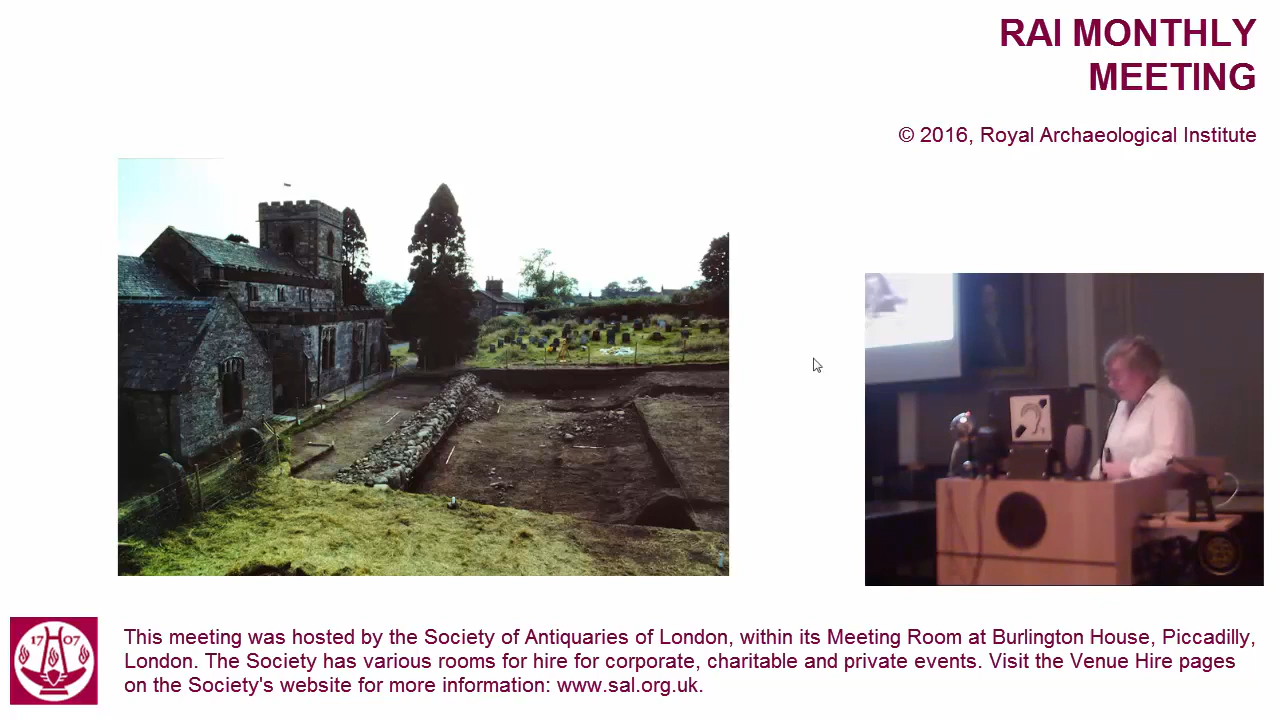 RAI MONTHLY
MEETING
© 2016, Royal Archaeological Institute
17 07
This meeting was hosted by the Society of Antiquaries of London, within its Meeting Room at Burlington House, Piccadilly,
London. The Society has various rooms for hire for corporate, charitable and private events. Visit the Venue Hire pages
on the Society's website for more information: www.sal.org.uk.